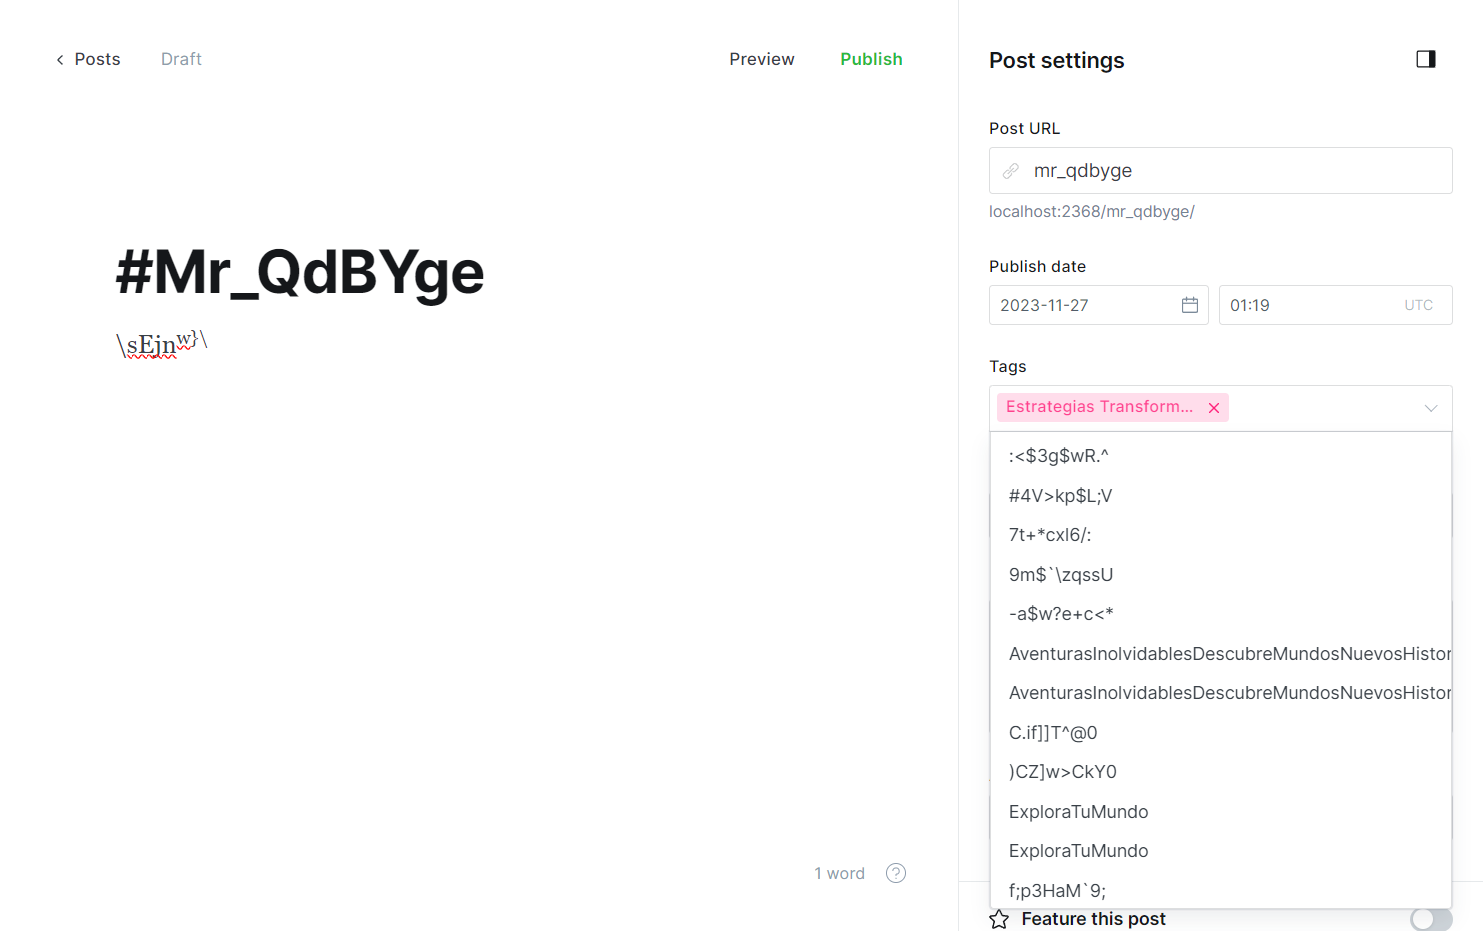 Posts
Draft
Preview
Publish
#Mr_QdBYge
\sEjnw}\
1 word
Post settings
Post URL
mr_qdbyge
localhost:2368/mr_qdbyge/
Publish date
2023-11-27
01:19 UTC
Tags
Estrategias Transform...
:<$3g$wR.^
#4V>kp$L;V
7t+*cxl6/:
9m$`\zqssU
-a$w?e+c<*
AventurasInolvidablesDescubreMundosNuevosHistor
AventurasInolvidablesDescubreMundosNuevosHistor
C.if]]T^@0
)CZ]w>CkY0
ExploraTuMundo
ExploraTuMundo
f;p3HaM`9;
Feature this post